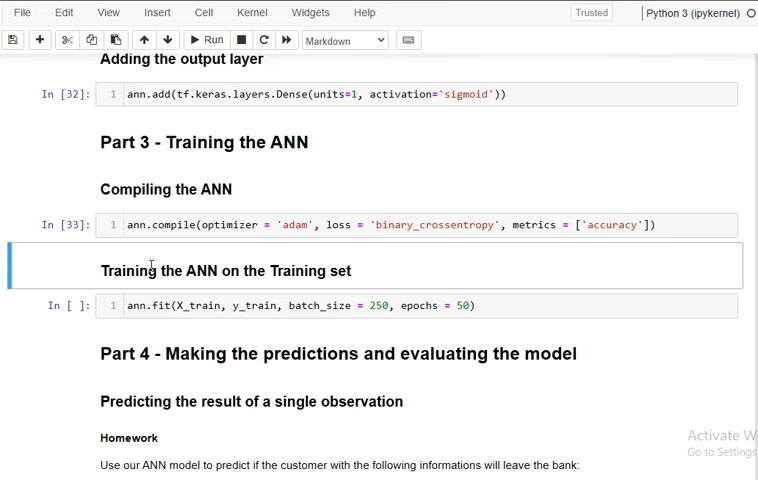 File Edit View Insert Cell Kernel Widgets Help Trusted Python 3 (ipykernel)
Run Markdown
Adding the output layer
In [32]: 1 ann.add(tf.keras.layers.Dense(units=1, activation='sigmoid'))
Part 3 - Training the ANN
Compiling the ANN
In [33]: 1 ann.compile(optimizer = 'adam', loss = 'binary_crossentropy', metrics = ['accuracy'])
Training the ANN on the Training set
In [ ]: 1 ann.fit(X_train, y_train, batch_size = 250, epochs = 50)
Part 4 - Making the predictions and evaluating the model
Predicting the result of a single observation
Homework
Activate W
Go to Settings
Use our ANN model to predict if the customer with the following informations will leave the bank: